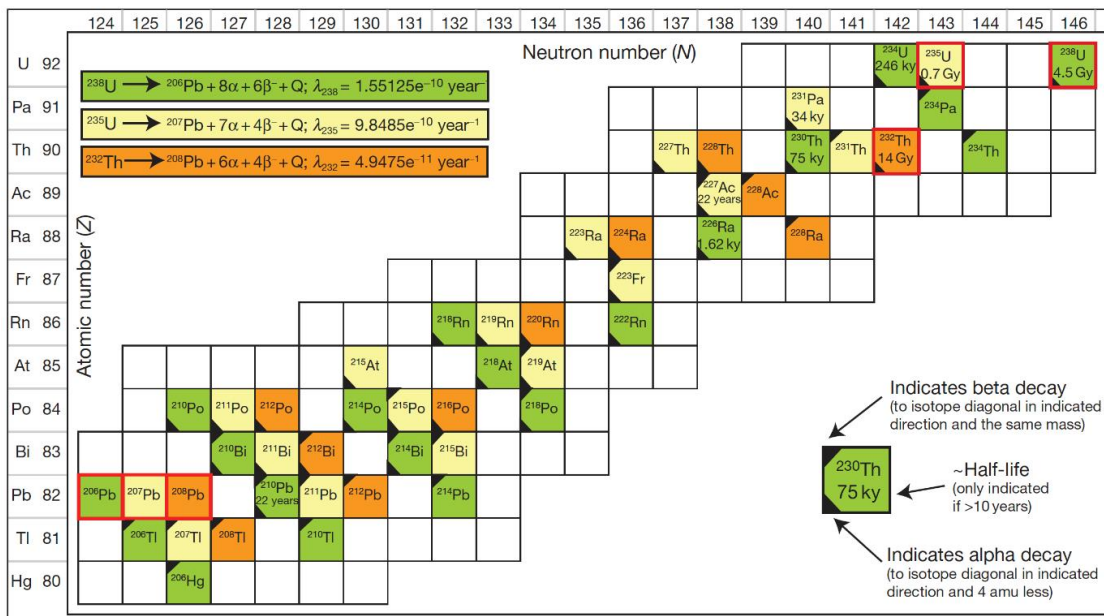 124 125 126 127 128 129 130 131 132 133 134 135 136 137 138 139 140 141 142 143 144 145 146
Neutron number (N)
Atomic number (Z)
²³⁸U → ²⁰⁶Pb + 8α + 6β⁻ + Q; λ₂₃₈ = 1.55125e⁻¹⁰ year⁻
²³⁵U → ²⁰⁷Pb + 7α + 4β⁻ + Q; λ₂₃₅ = 9.8485e⁻¹⁰ year⁻¹
²³²Th → ²⁰⁸Pb + 6α + 4β⁻ + Q; λ₂₃₂ = 4.9475e⁻¹¹ year⁻¹
U 92
²³⁴U 246 ky ²³⁵U 0.7 Gy ²³⁸U 4.5 Gy
Pa 91
²³¹Pa 34 ky ²³⁴Pa
Th 90
²²⁷Th ²²⁸Th ²³⁰Th 75 ky ²³¹Th ²³²Th 14 Gy ²³⁴Th
Ac 89
²²⁷Ac 22 years ²²⁸Ac
Ra 88
²²³Ra ²²⁴Ra ²²⁶Ra 1.62 ky ²²⁸Ra
Fr 87
²²³Fr
Rn 86
²¹⁸Rn ²¹⁹Rn ²²⁰Rn ²²²Rn
At 85
²¹⁵At ²¹⁸At ²¹⁹At
Po 84
²¹⁰Po ²¹¹Po ²¹²Po ²¹⁴Po ²¹⁵Po ²¹⁶Po ²¹⁸Po
Bi 83
²¹⁰Bi ²¹¹Bi ²¹²Bi ²¹⁴Bi ²¹⁵Bi
Pb 82
²⁰⁶Pb ²⁰⁷Pb ²⁰⁸Pb ²¹⁰Pb 22 years ²¹¹Pb ²¹²Pb ²¹⁴Pb
Tl 81
²⁰⁶Tl ²⁰⁷Tl ²⁰⁸Tl ²¹⁰Tl
Hg 80
²⁰⁶Hg
Indicates beta decay
(to isotope diagonal in indicated
direction and the same mass)
²³⁰Th
75 ky
~Half-life
(only indicated
if >10 years)
Indicates alpha decay
(to isotope diagonal in indicated
direction and 4 amu less)